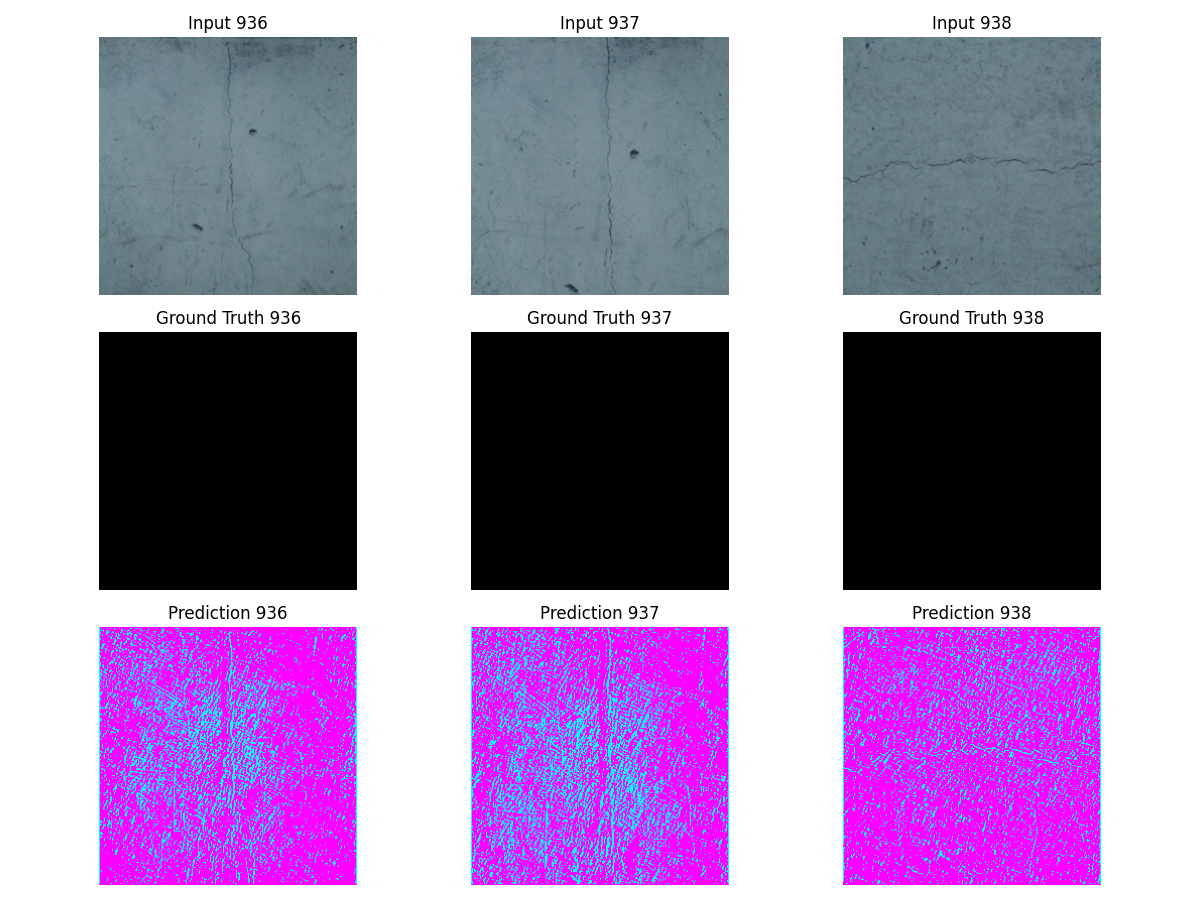 Input 936
Input 937
Input 938
Ground Truth 936
Ground Truth 937
Ground Truth 938
Prediction 936
Prediction 937
Prediction 938